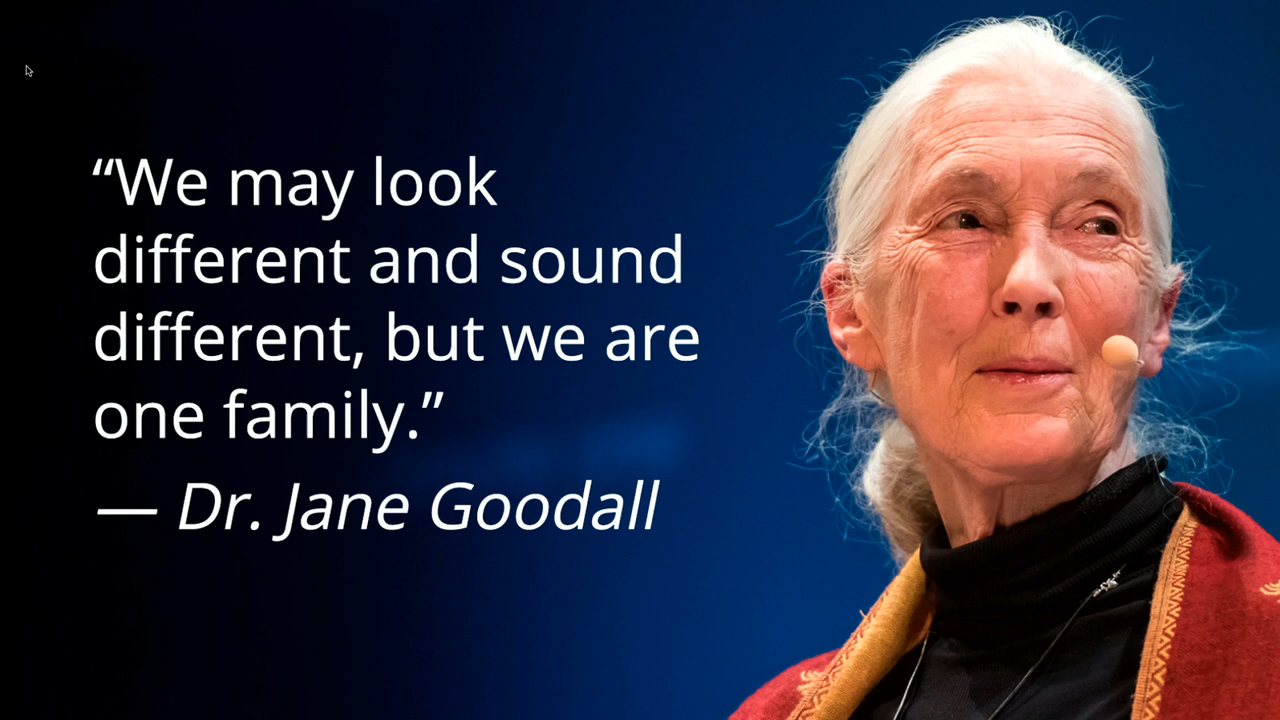 “We may look
different and sound
different, but we are
one family.”
— Dr. Jane Goodall